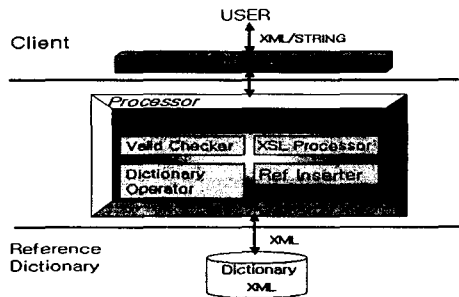 USER
Client
XML/STRING
Processor
Valid Checker
XSL Processor
Dictionary
Operator
Ref Inserter
XML
Reference
Dictionary
Dictionary
XML